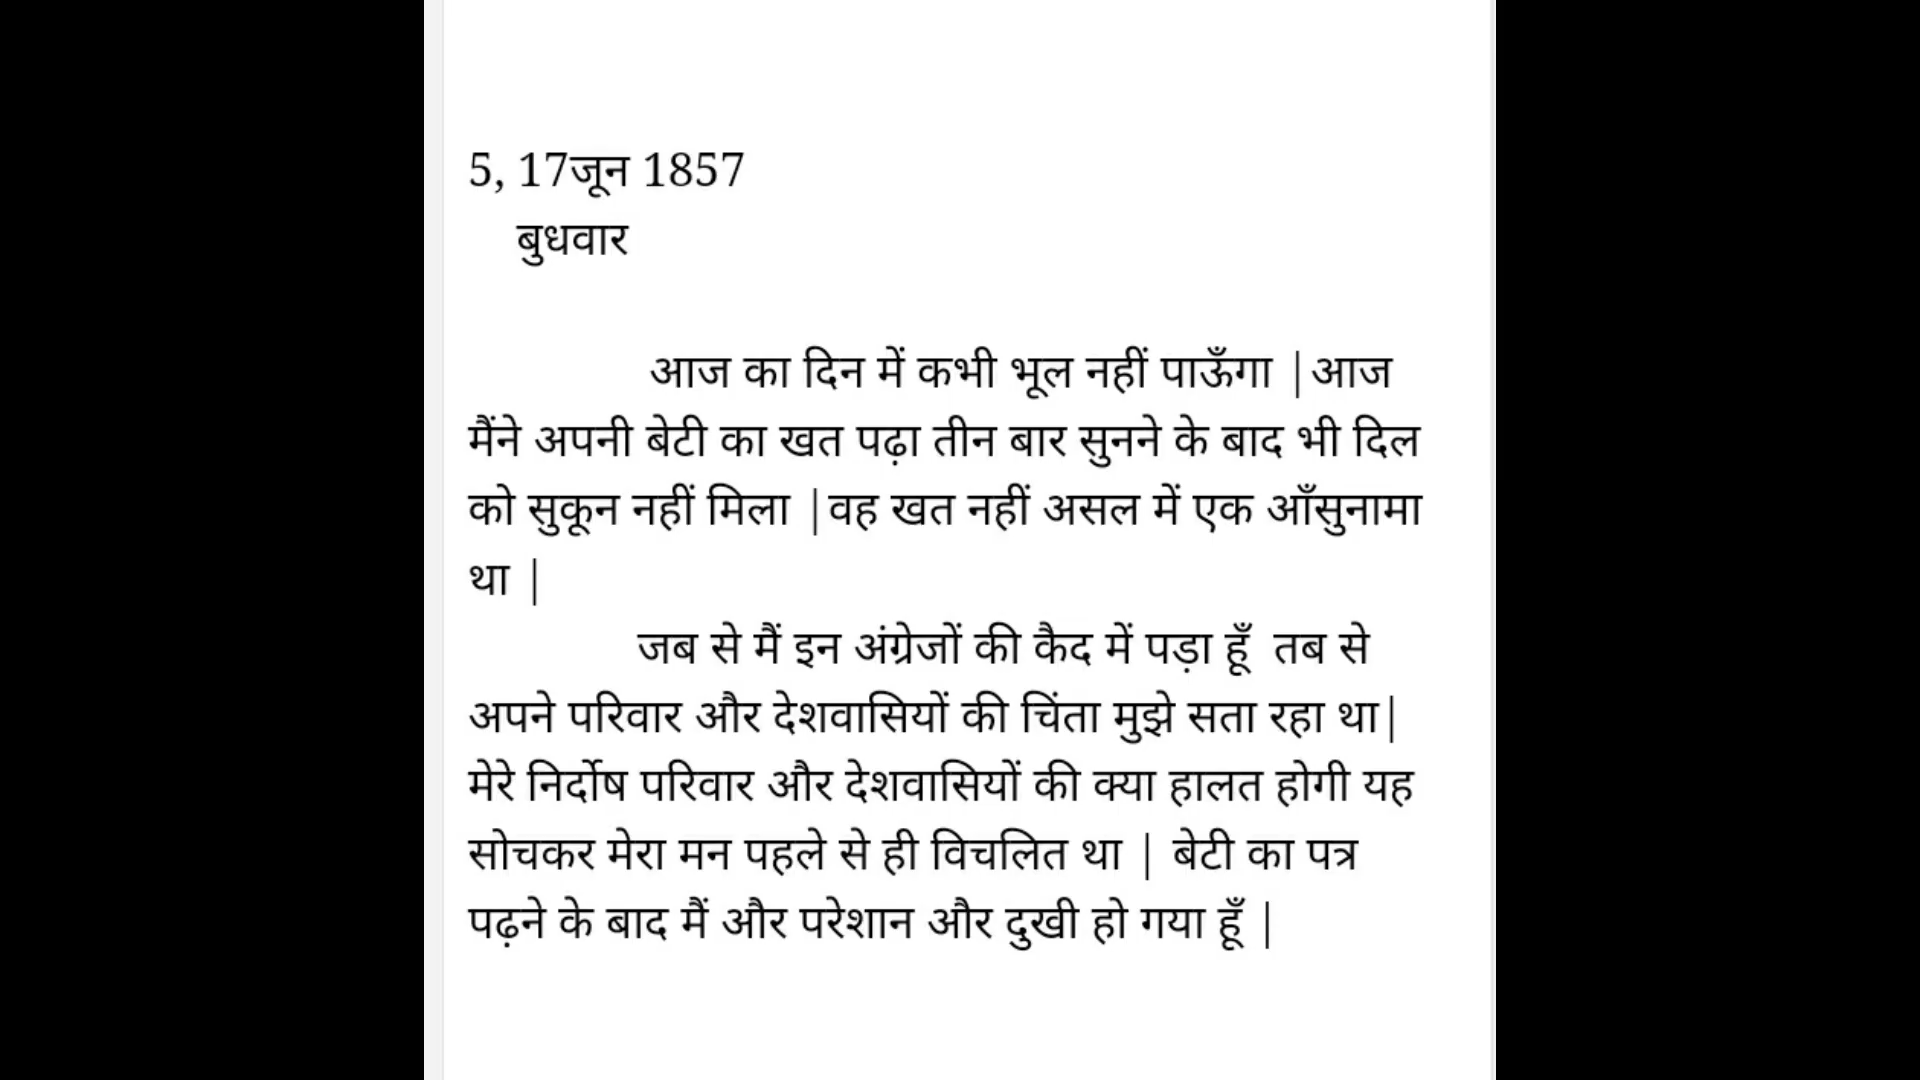 5, 17जून 1857
बुधवार
आज का दिन में कभी भूल नहीं पाऊँगा |आज
मैंने अपनी बेटी का खत पढ़ा तीन बार सुनने के बाद भी दिल
को सुकून नहीं मिला |वह खत नहीं असल में एक आँसुनामा
था |
जब से मैं इन अंग्रेजों की कैद में पड़ा हूँ तब से
अपने परिवार और देशवासियों की चिंता मुझे सता रहा था|
मेरे निर्दोष परिवार और देशवासियों की क्या हालत होगी यह
सोचकर मेरा मन पहले से ही विचलित था | बेटी का पत्र
पढ़ने के बाद मैं और परेशान और दुखी हो गया हूँ |